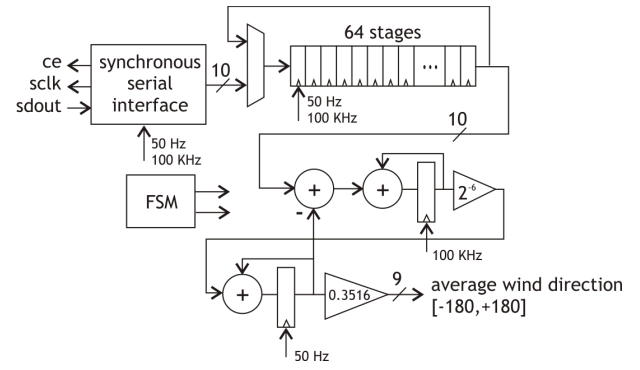 64 stages
ce
sclk
sdout
synchronous
serial
interface
10
...
50 Hz
100 KHz
50 Hz
100 KHz
10
FSM
+
+
-
2-6
100 KHz
+
0.3516
9
average wind direction
[-180,+180]
50 Hz